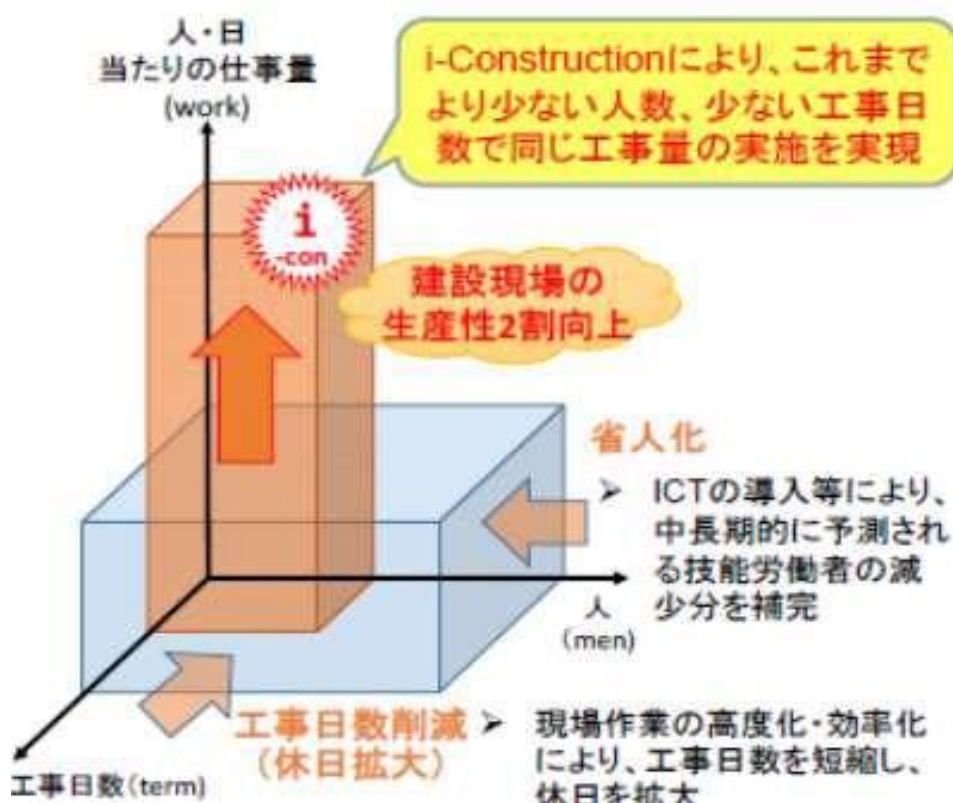 人・日
当たりの仕事量
(work)
i-Constructionにより、これまで
より少ない人数、少ない工事日
数で同じ工事量の実施を実現
i
-con
建設現場の
生産性2割向上
省人化
➢ ICTの導入等により、
中長期的に予測され
る技能労働者の減
少分を補完
人
(men)
工事日数削減
(休日拡大)
➢ 現場作業の高度化・効率化
により、工事日数を短縮し、
休日を拡大
工事日数(term)